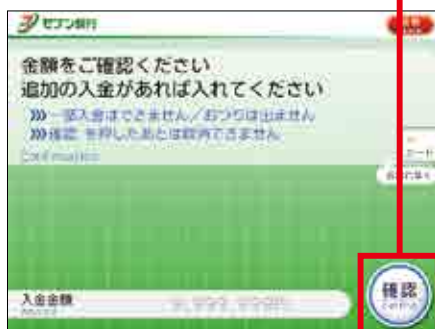 セブン銀行
金額をご確認ください
追加の入金があれば入れてください
一部入金はできません／おつりは出ません
確認 を押したあとは取消できません
Confirmation
カード
入金金額
確認